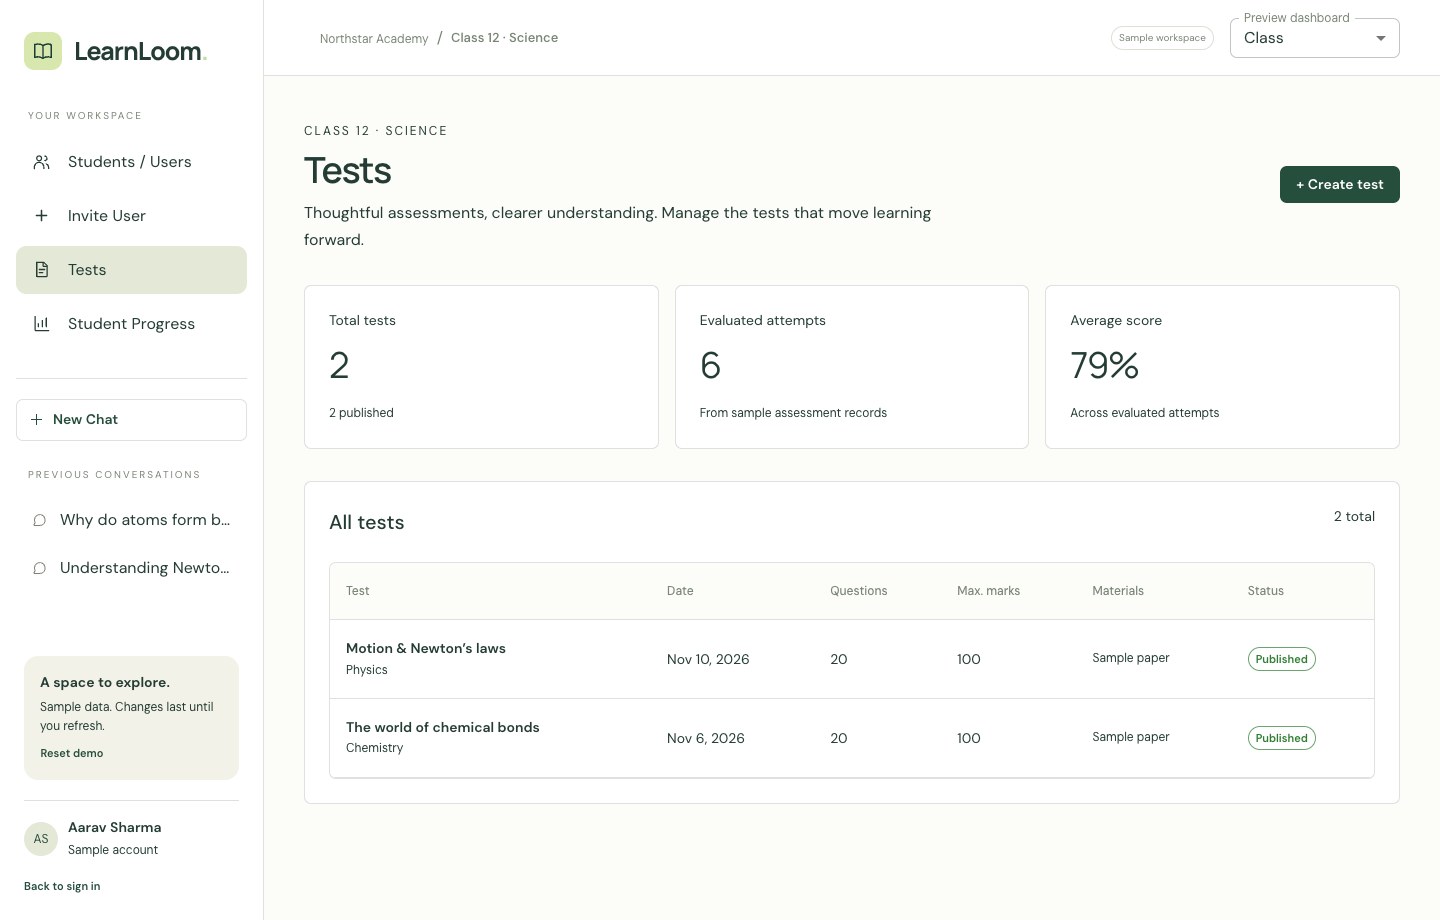 LearnLoom.
YOUR WORKSPACE
Students / Users
Invite User
Tests
Student Progress
New Chat
PREVIOUS CONVERSATIONS
Why do atoms form b...
Understanding Newto...
A space to explore.
Sample data. Changes last until
you refresh.
Reset demo
AS
Aarav Sharma
Sample account
Back to sign in
Northstar Academy / Class 12 · Science
Sample workspace
Preview dashboard
Class
CLASS 12 · SCIENCE
Tests
Thoughtful assessments, clearer understanding. Manage the tests that move learning
forward.
+ Create test
Total tests
2
2 published
Evaluated attempts
6
From sample assessment records
Average score
79%
Across evaluated attempts
All tests
2 total
Test Date Questions Max. marks Materials Status
Motion & Newton’s laws
Physics
Nov 10, 2026 20 100 Sample paper Published
The world of chemical bonds
Chemistry
Nov 6, 2026 20 100 Sample paper Published